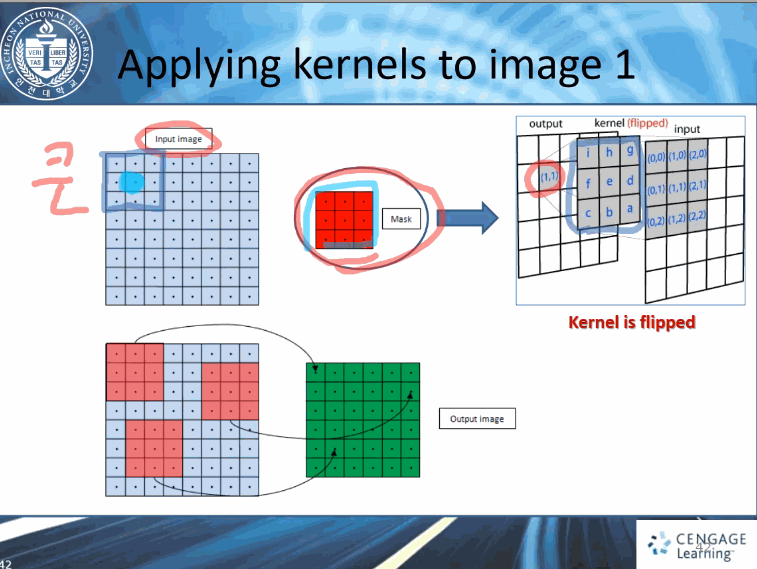 INCHEON NATIONAL UNIVERSITY
VERI TAS
LIBER TAS
인천대학교
Applying kernels to image 1
Input image
Mask
output
kernel (flipped)
input
i h g
f e d
c b a
(1,1)
(0,0) (1,0) (2,0)
(0,1) (1,1) (2,1)
(0,2) (1,2) (2,2)
Kernel is flipped
Output image
42
CENGAGE
Learning
42